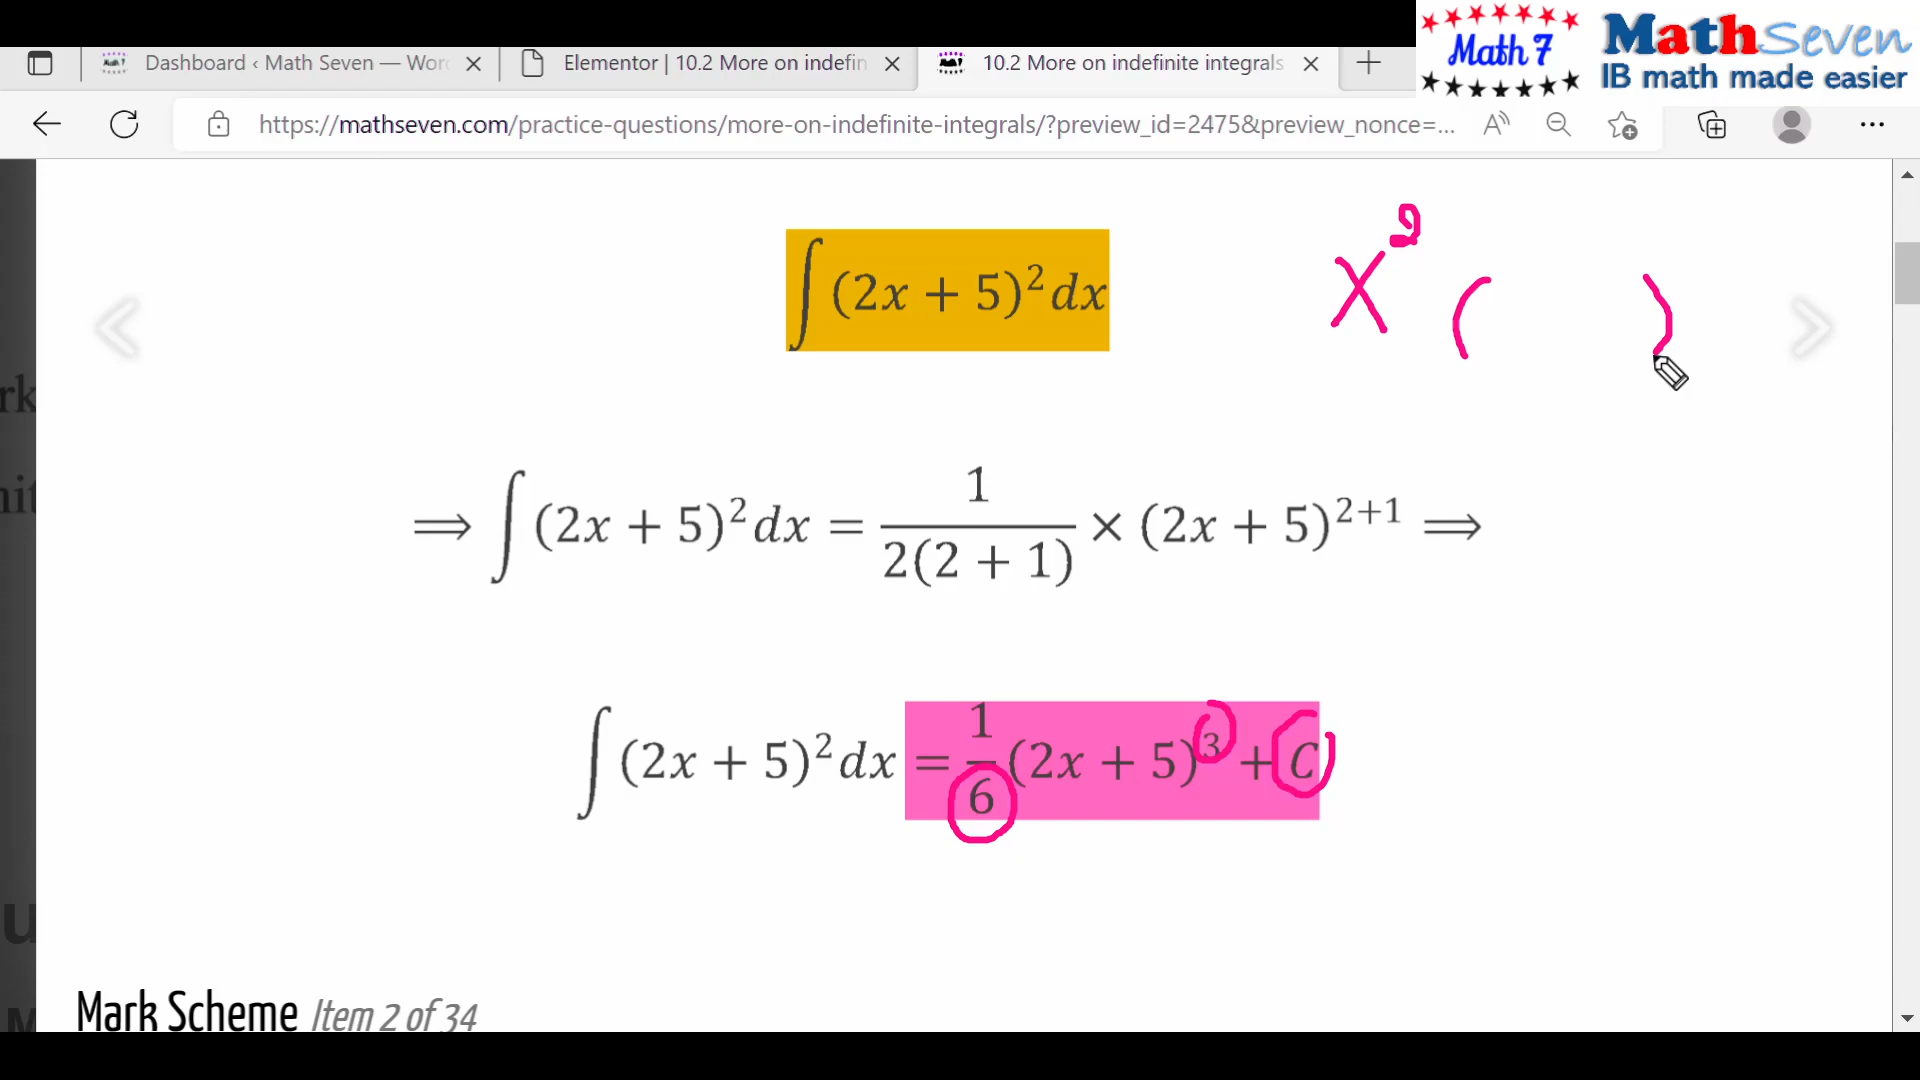 Dashboard ‹ Math Seven — Wor
Elementor | 10.2 More on indefin
10.2 More on indefinite integrals
Math 7
MathSeven
IB math made easier
https://mathseven.com/practice-questions/more-on-indefinite-integrals/?preview_id=2475&preview_nonce=...
∫(2x + 5)²dx
x² ( )
⟹ ∫(2x + 5)²dx = 1/2(2 + 1) × (2x + 5)²⁺¹ ⟹
∫(2x + 5)²dx = 1/6(2x + 5)³ + C
Mark Scheme Item 2 of 34